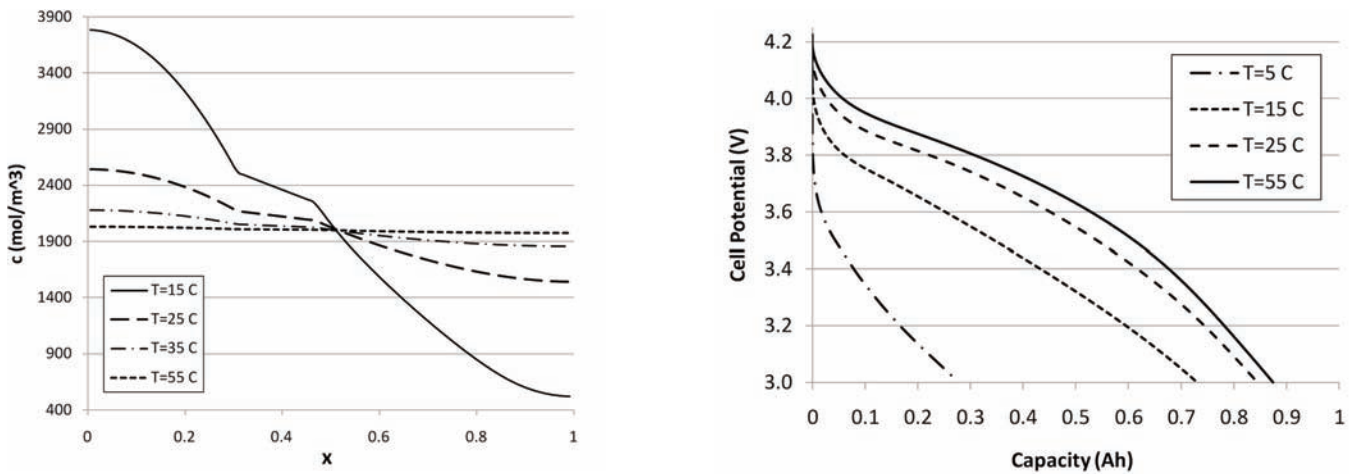 3900
3400
2900
2400
1900
1400
900
400
c (mol/m^3)
T=15 C
T=25 C
T=35 C
T=55 C
0
0.2
0.4
0.6
0.8
1
x
4.2
4.0
3.8
3.6
3.4
3.2
3.0
Cell Potential (V)
T=5 C
T=15 C
T=25 C
T=55 C
0
0.1
0.2
0.3
0.4
0.5
0.6
0.7
0.8
0.9
1
Capacity (Ah)